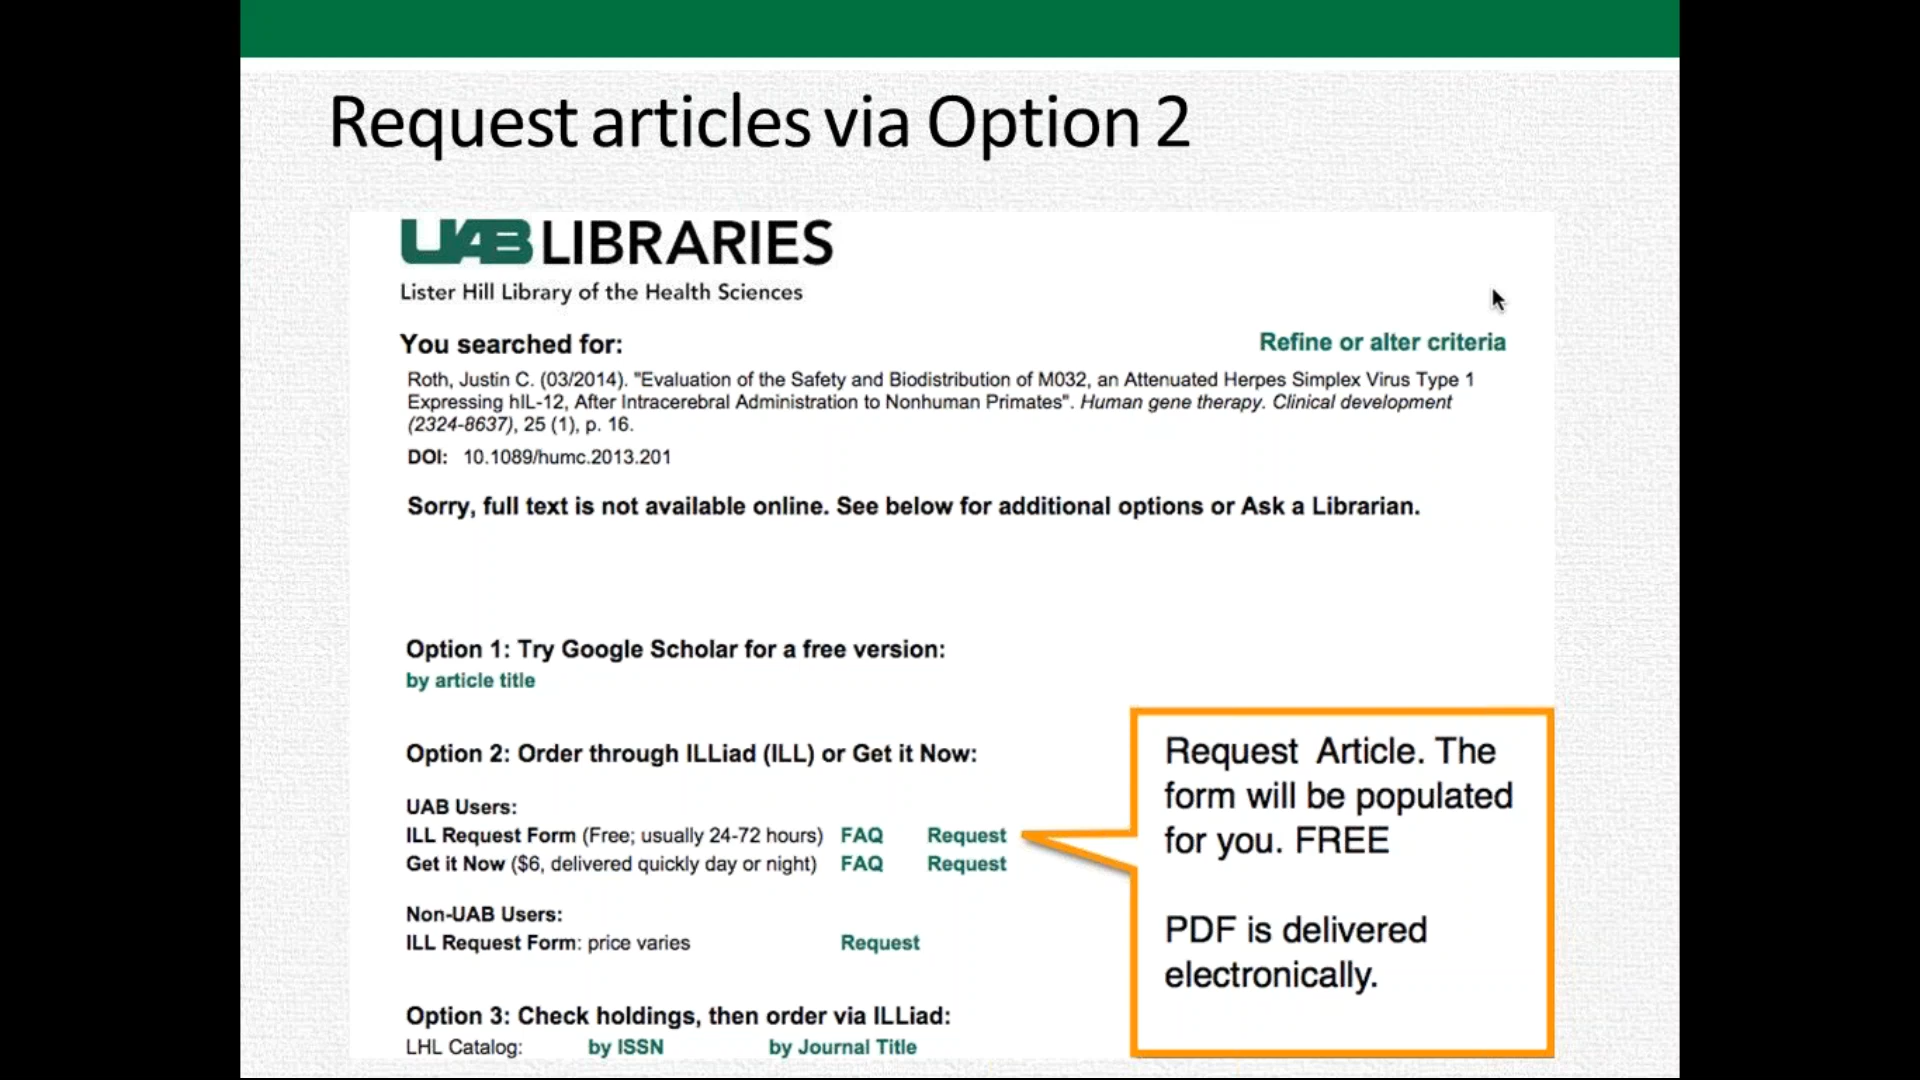 Request articles via Option 2
UAB LIBRARIES
Lister Hill Library of the Health Sciences
You searched for:
Refine or alter criteria
Roth, Justin C. (03/2014). "Evaluation of the Safety and Biodistribution of M032, an Attenuated Herpes Simplex Virus Type 1
Expressing hIL-12, After Intracerebral Administration to Nonhuman Primates". Human gene therapy. Clinical development
(2324-8637), 25 (1), p. 16.
DOI: 10.1089/humc.2013.201
Sorry, full text is not available online. See below for additional options or Ask a Librarian.
Option 1: Try Google Scholar for a free version:
by article title
Option 2: Order through ILLiad (ILL) or Get it Now:
UAB Users:
ILL Request Form (Free; usually 24-72 hours) FAQ Request
Get it Now ($6, delivered quickly day or night) FAQ Request
Non-UAB Users:
ILL Request Form: price varies Request
Option 3: Check holdings, then order via ILLiad:
LHL Catalog: by ISSN by Journal Title
Request Article. The
form will be populated
for you. FREE
PDF is delivered
electronically.